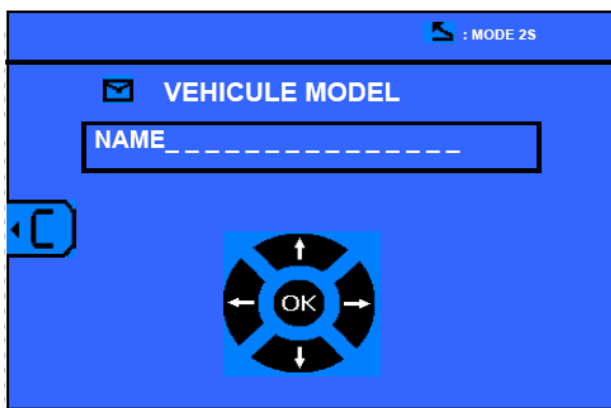 : MODE 2S
VEHICULE MODEL
NAME_ _ _ _ _ _ _ _ _ _ _ _ _ _ _
C
OK